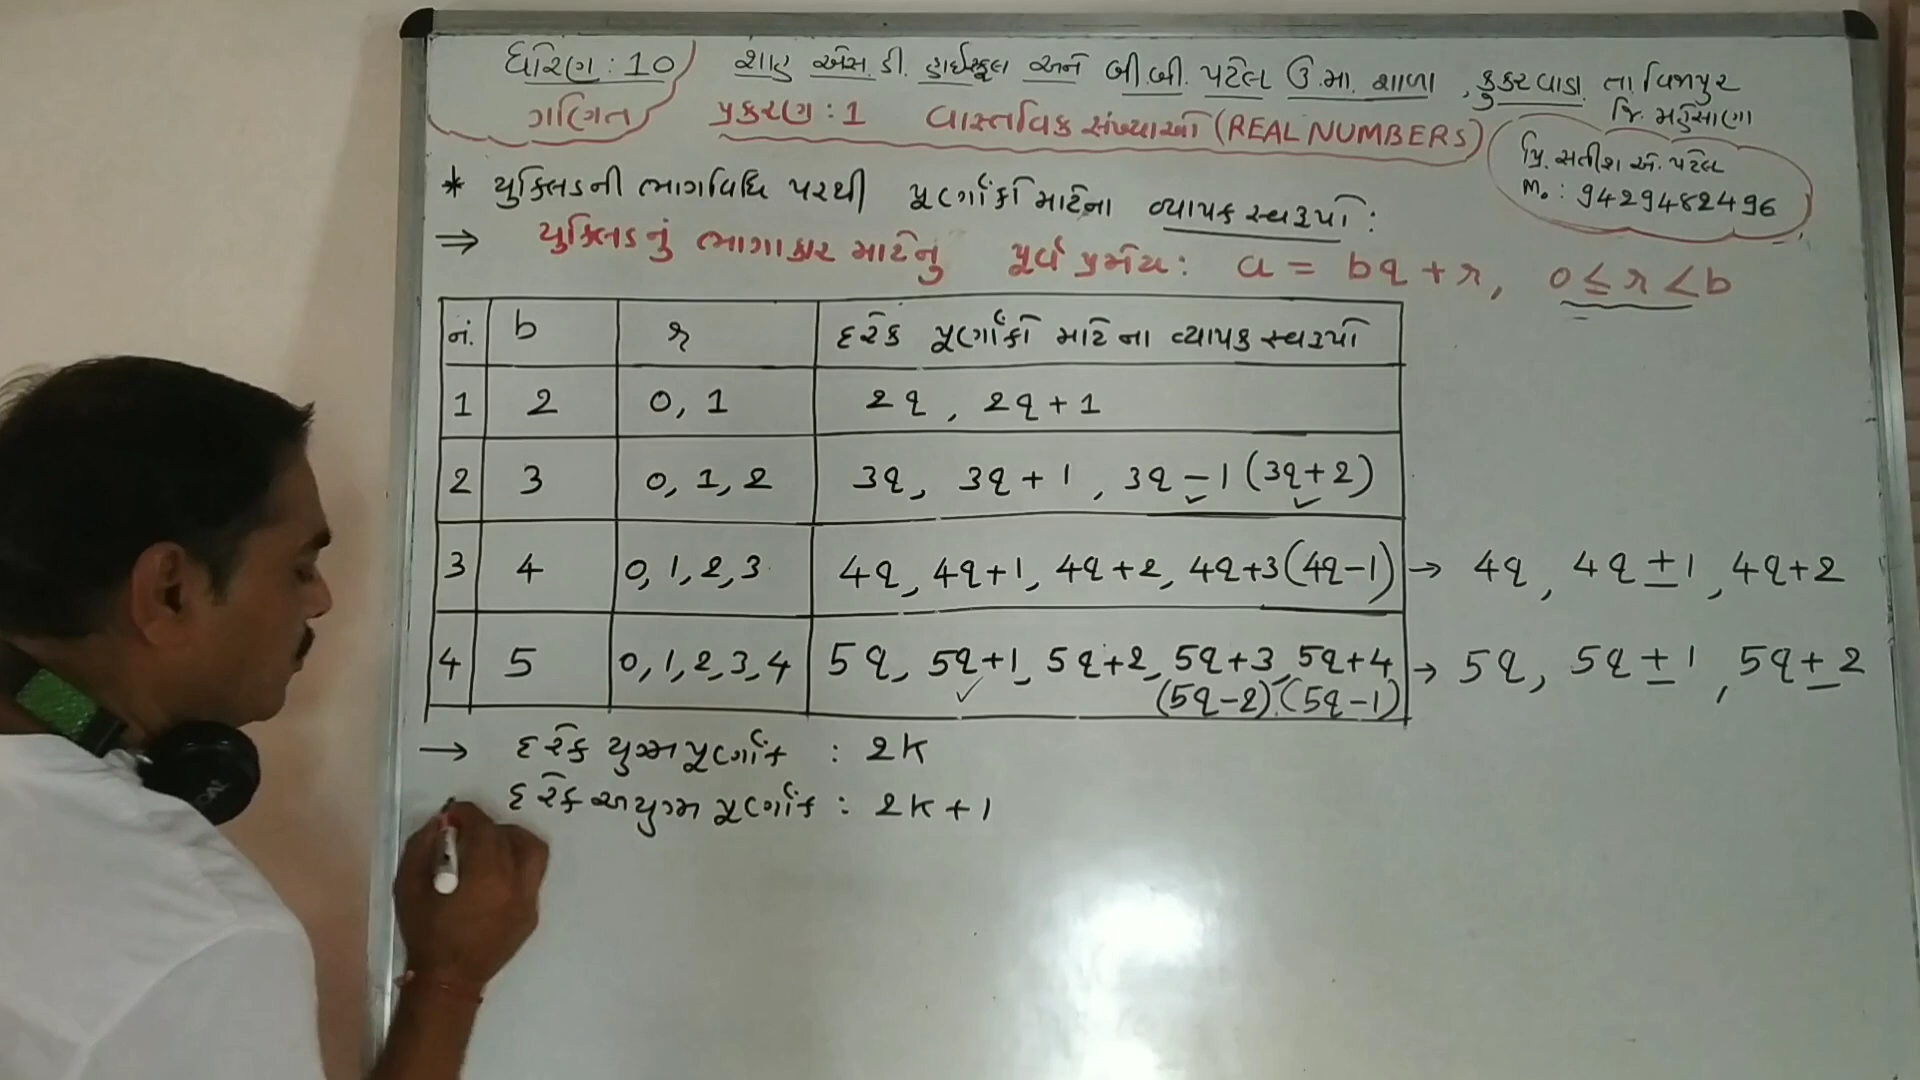 ધોરણ : 10 શાહ એસ. ડી. હાઈસ્કૂલ અને બી.બી. પટેલ ઉ.મા. શાળા, કુકરવાડા તા વિજાપુર
જિ. મહેસાણા
ગણિત પ્રકરણ : 1 વાસ્તવિક સંખ્યાઓ (REAL NUMBERS)
પ્રિ. સતીશ એ. પટેલ
Mo : 9429482496
* યુક્લિડની ભાગવિધિ પરથી પૂર્ણાંકો માટેના વ્યાપક સ્વરૂપો :
⇒ યુક્લિડનું ભાગાકાર માટેનું પૂર્વ પ્રમેય : a = bq + r, 0 ≤ r < b
નં. b r દરેક પૂર્ણાંકો માટેના વ્યાપક સ્વરૂપો
1 2 0, 1 2q, 2q + 1
2 3 0, 1, 2 3q, 3q + 1, 3q - 1 (3q + 2)
3 4 0, 1, 2, 3 4q, 4q+1, 4q+2, 4q+3 (4q-1) → 4q, 4q ± 1, 4q+2
4 5 0, 1, 2, 3, 4 5q, 5q+1, 5q+2, 5q+3, 5q+4 → 5q, 5q ± 1, 5q ± 2
(5q-2) (5q-1)
→ દરેક યુગ્મ પૂર્ણાંક : 2k
દરેક અયુગ્મ પૂર્ણાંક : 2k + 1